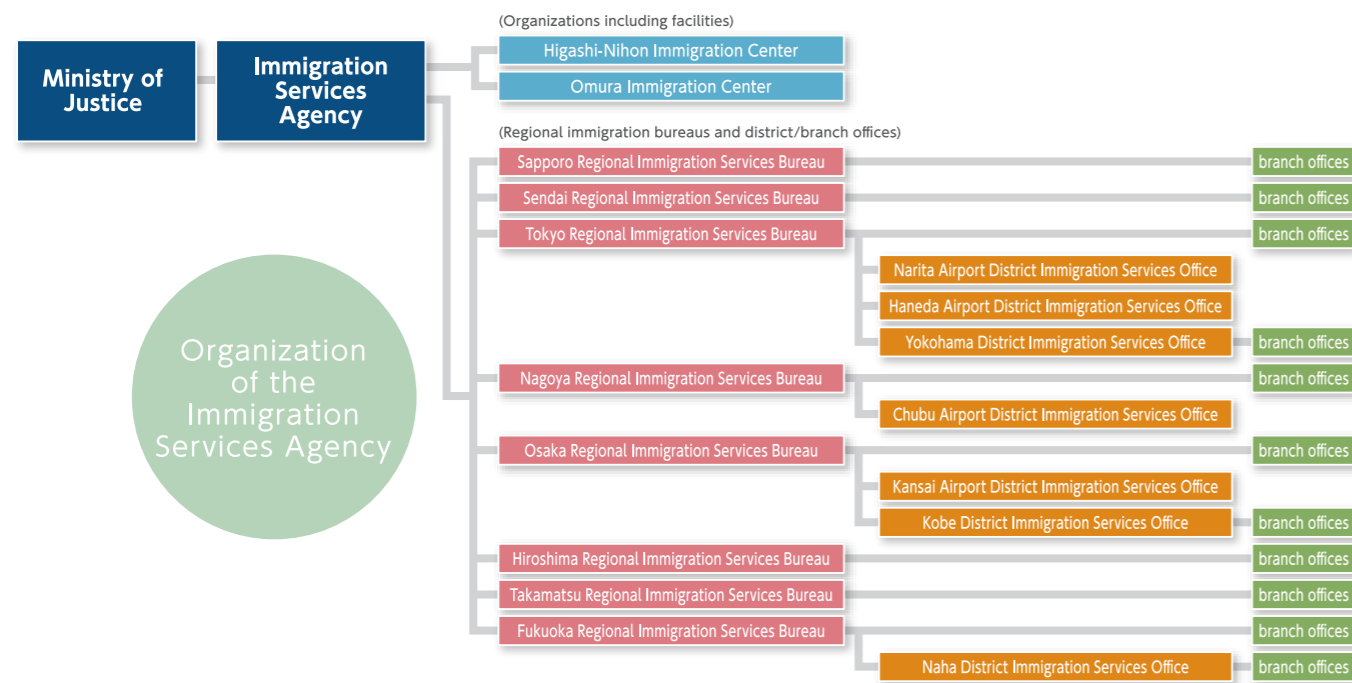 (Organizations including facilities)
Ministry of
Justice
Immigration
Services
Agency
Higashi-Nihon Immigration Center
Omura Immigration Center
(Regional immigration bureaus and district/branch offices)
Sapporo Regional Immigration Services Bureau
branch offices
Sendai Regional Immigration Services Bureau
branch offices
Tokyo Regional Immigration Services Bureau
branch offices
Narita Airport District Immigration Services Office
Haneda Airport District Immigration Services Office
Yokohama District Immigration Services Office
branch offices
Organization
of the
Immigration
Services Agency
Nagoya Regional Immigration Services Bureau
branch offices
Chubu Airport District Immigration Services Office
Osaka Regional Immigration Services Bureau
branch offices
Kansai Airport District Immigration Services Office
Kobe District Immigration Services Office
branch offices
Hiroshima Regional Immigration Services Bureau
branch offices
Takamatsu Regional Immigration Services Bureau
branch offices
Fukuoka Regional Immigration Services Bureau
branch offices
Naha District Immigration Services Office
branch offices